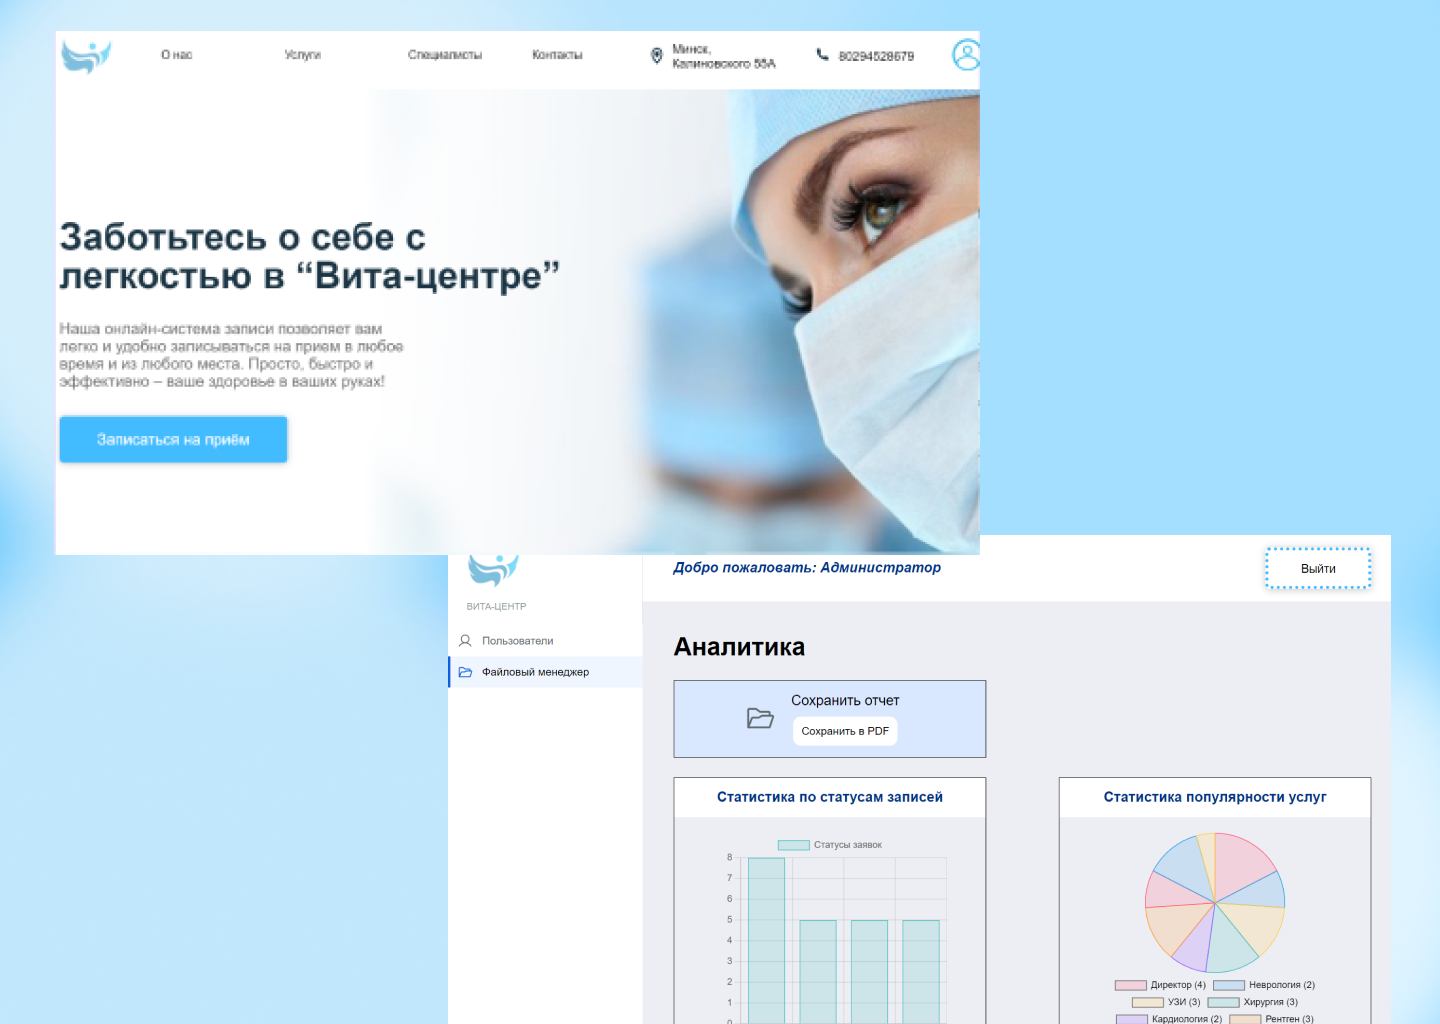 О нас
Услуги
Специалисты
Контакты
Минск,
Калиновского 55А
80294528679
Заботьтесь о себе с
легкостью в “Вита-центре”
Наша онлайн-система записи позволяет вам
легко и удобно записываться на прием в любое
время и из любого места. Просто, быстро и
эффективно – ваше здоровье в ваших руках!
Записаться на приём
Добро пожаловать: Администратор
Выйти
ВИТА-ЦЕНТР
Пользователи
Файловый менеджер
Аналитика
Сохранить отчет
Сохранить в PDF
Статистика по статусам записей
Статусы заявок
8
7
6
5
4
3
2
1
0
Статистика популярности услуг
Директор (4) Неврология (2)
УЗИ (3) Хирургия (3)
Кардиология (2) Рентген (3)